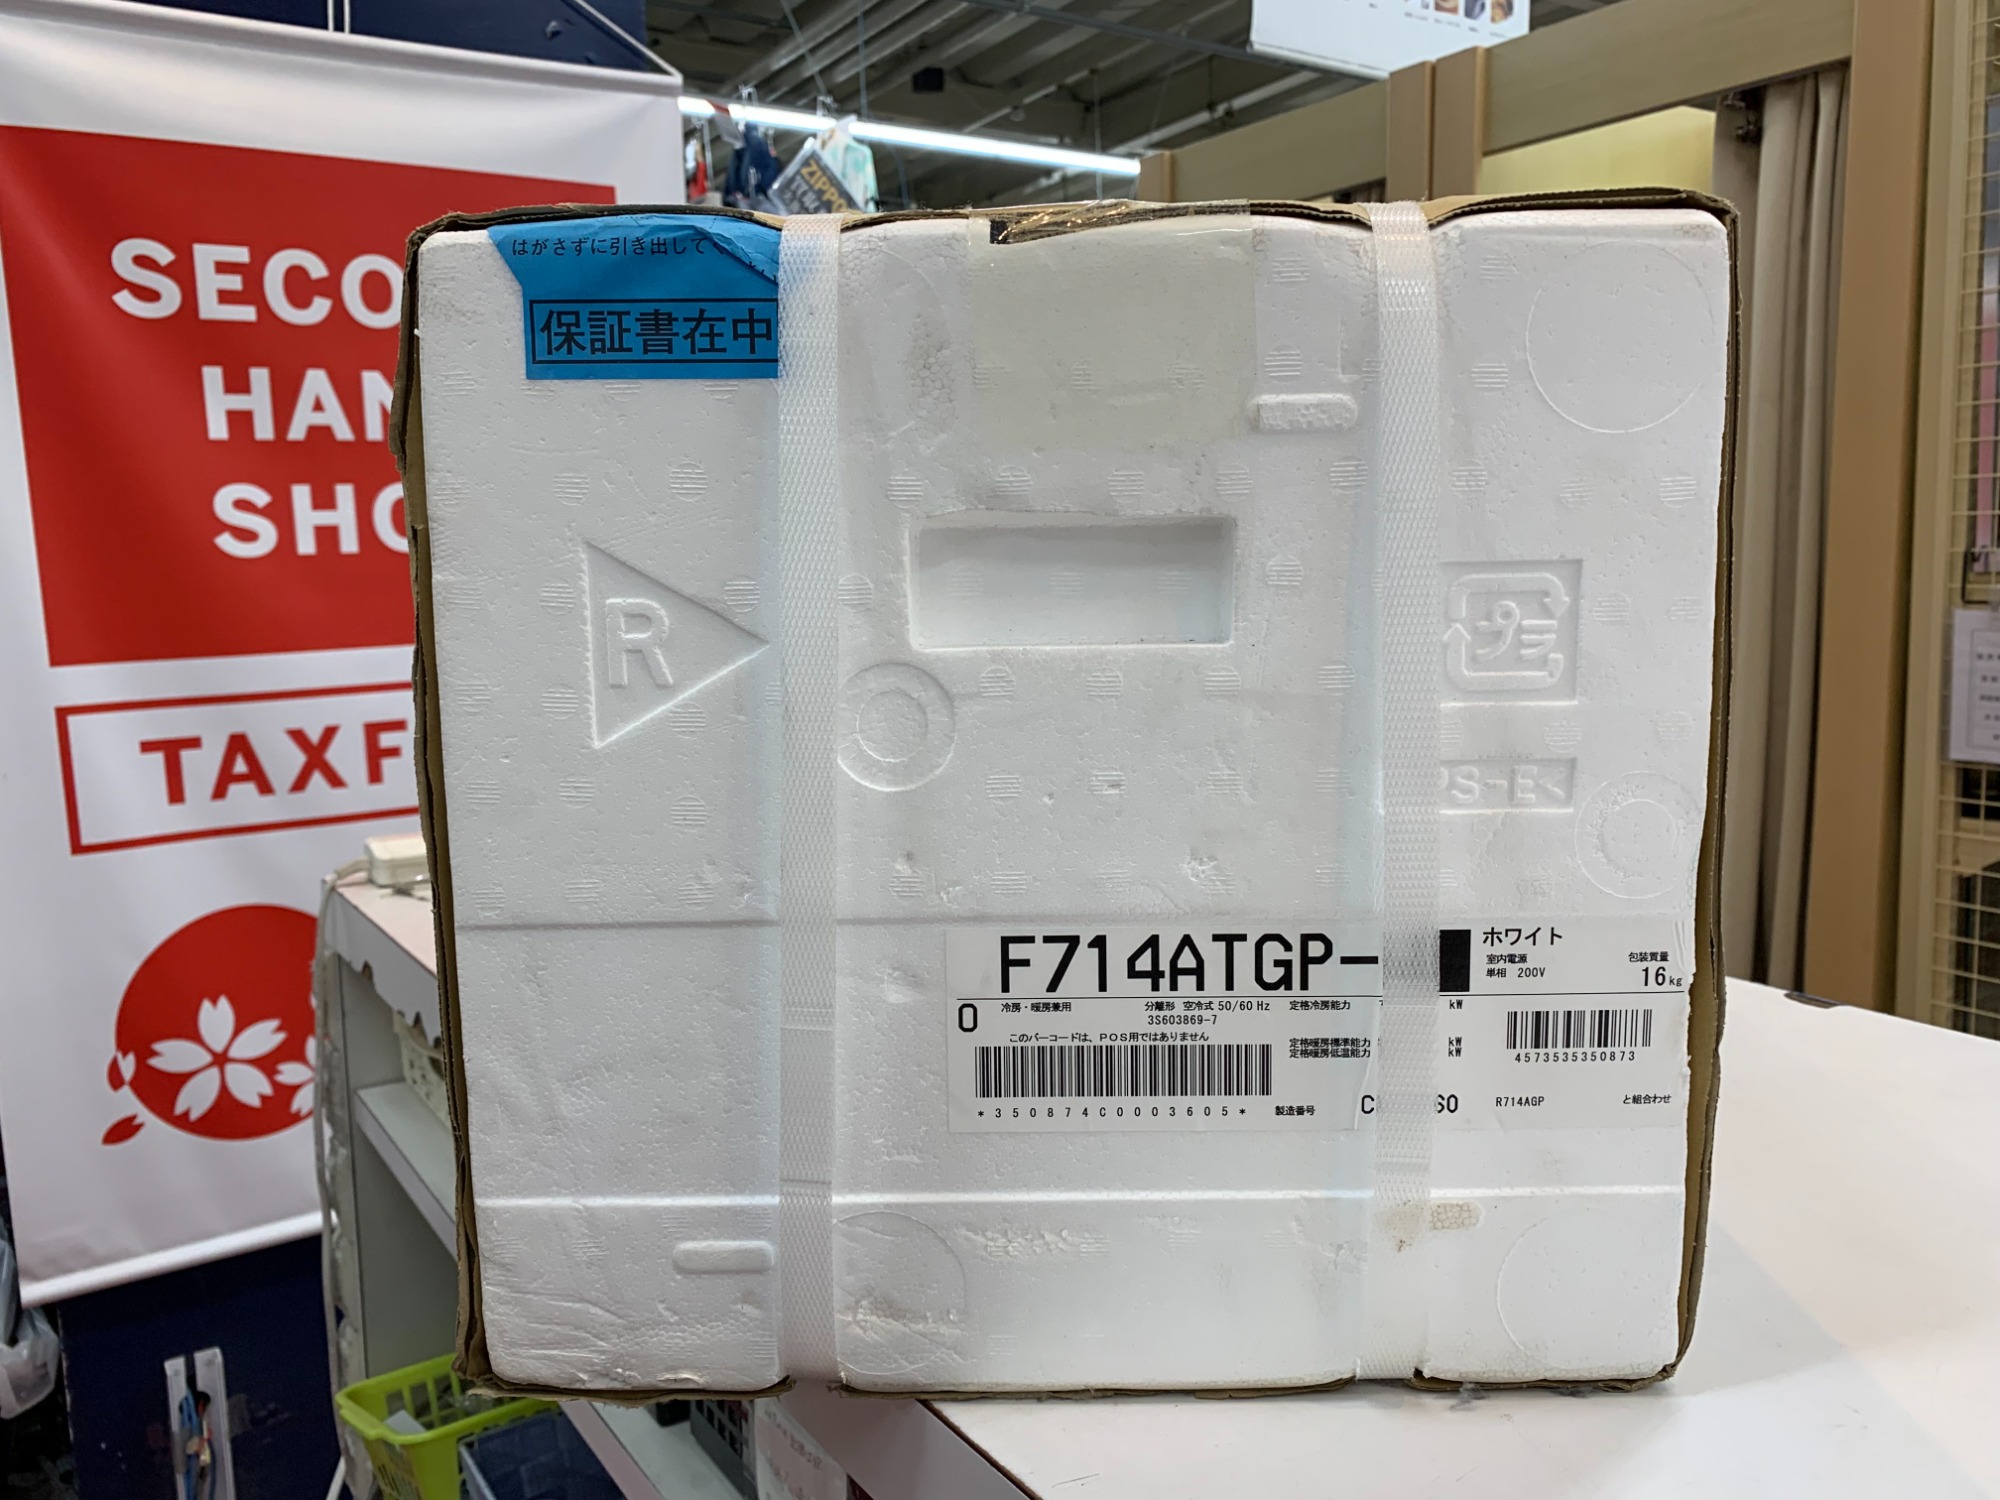 SECO
HAN
SHO
TAXF
ZIPPO
はがさずに引き出して
保証書在中
R
プラ
PS-E<
F714ATGP-
ホワイト
室内電源
単相 200V
包装質量
16kg
0
冷房・暖房兼用
分離形 空冷式 50/60 Hz
定格冷房能力
kW
3S603869-7
このバーコードは、POS用ではありません
定格暖房標準能力
kW
定格暖房低温能力
kW
*350874C0003605*
製造番号
4573535350873
C
SO
R714AGP
と組合わせ